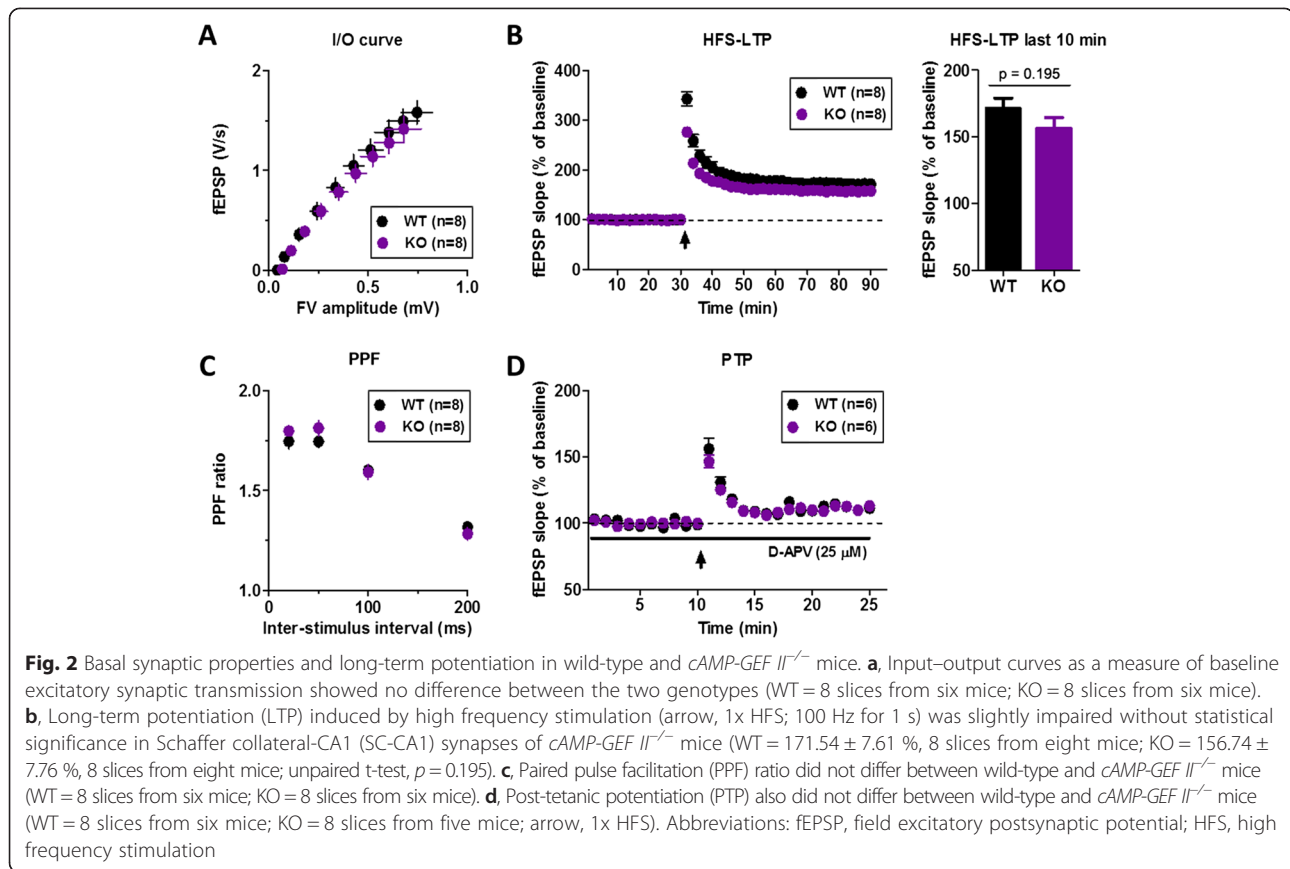 A
I/O curve
fEPSP (V/s)
2
1
0
0.0
0.5
1.0
FV amplitude (mV)
WT (n=8)
KO (n=8)
B
HFS-LTP
fEPSP slope (% of baseline)
400
300
200
100
0
10 20 30 40 50 60 70 80 90
Time (min)
WT (n=8)
KO (n=8)
HFS-LTP last 10 min
p = 0.195
fEPSP slope (% of baseline)
200
150
100
50
WT KO
C
PPF
PPF ratio
2.0
1.5
1.0
0 100 200
Inter-stimulus interval (ms)
WT (n=8)
KO (n=8)
D
PTP
fEPSP slope (% of baseline)
200
150
100
50
5 10 15 20 25
Time (min)
WT (n=6)
KO (n=6)
D-APV (25 µM)
Fig. 2 Basal synaptic properties and long-term potentiation in wild-type and cAMP-GEF II−/− mice. a, Input–output curves as a measure of baseline
excitatory synaptic transmission showed no difference between the two genotypes (WT = 8 slices from six mice; KO = 8 slices from six mice).
b, Long-term potentiation (LTP) induced by high frequency stimulation (arrow, 1x HFS; 100 Hz for 1 s) was slightly impaired without statistical
significance in Schaffer collateral-CA1 (SC-CA1) synapses of cAMP-GEF II−/− mice (WT = 171.54 ± 7.61 %, 8 slices from eight mice; KO = 156.74 ±
7.76 %, 8 slices from eight mice; unpaired t-test, p = 0.195). c, Paired pulse facilitation (PPF) ratio did not differ between wild-type and cAMP-GEF II−/− mice
(WT = 8 slices from six mice; KO = 8 slices from six mice). d, Post-tetanic potentiation (PTP) also did not differ between wild-type and cAMP-GEF II−/− mice
(WT = 8 slices from six mice; KO = 8 slices from five mice; arrow, 1x HFS). Abbreviations: fEPSP, field excitatory postsynaptic potential; HFS, high
frequency stimulation